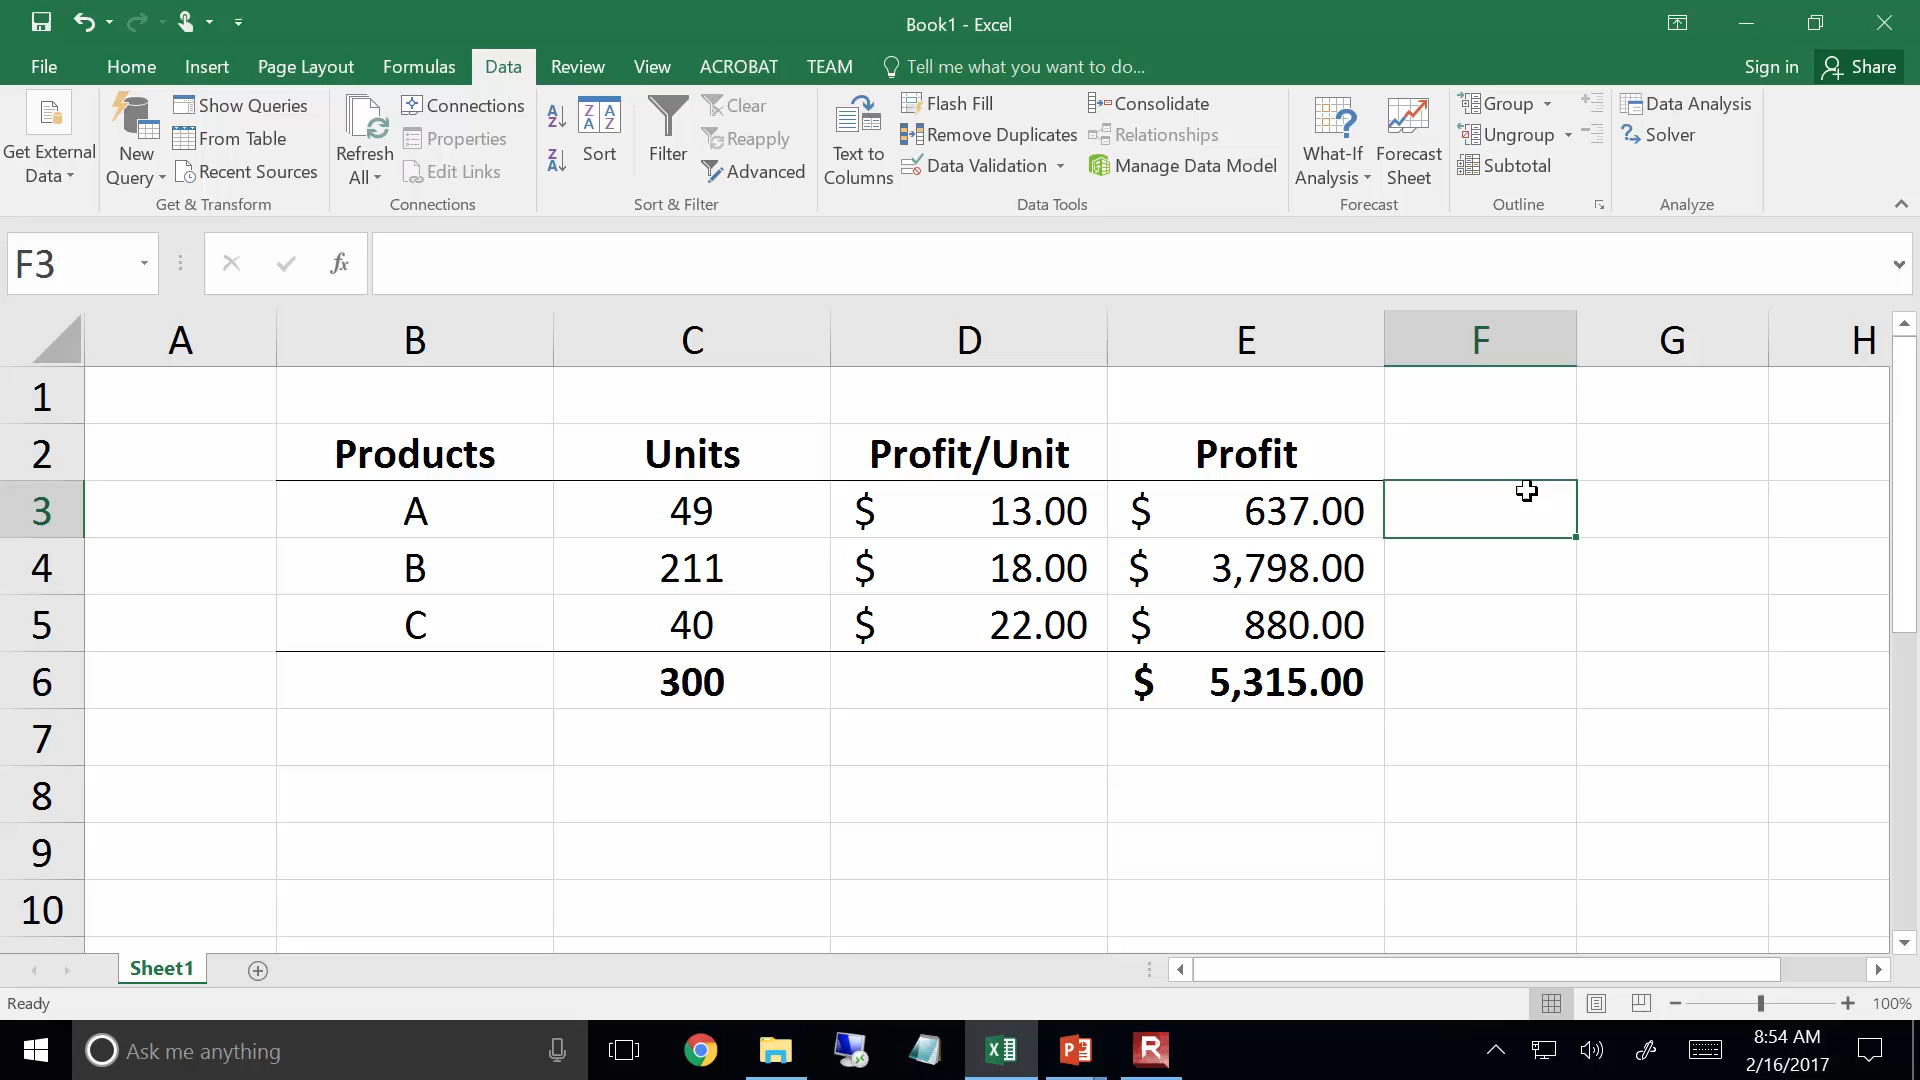 Book1 - Excel
File Home Insert Page Layout Formulas Data Review View ACROBAT TEAM Tell me what you want to do... Sign in Share
Get External Data
New Query
Show Queries
From Table
Recent Sources
Get & Transform
Refresh All
Connections
Properties
Edit Links
Connections
Sort
Filter
Clear
Reapply
Advanced
Sort & Filter
Text to Columns
Flash Fill
Remove Duplicates
Data Validation
Consolidate
Relationships
Manage Data Model
Data Tools
What-If Analysis
Forecast Sheet
Forecast
Group
Ungroup
Subtotal
Outline
Data Analysis
Solver
Analyze
F3 fx
A B C D E F G H
1
2 Products Units Profit/Unit Profit
3 A 49 $ 13.00 $ 637.00
4 B 211 $ 18.00 $ 3,798.00
5 C 40 $ 22.00 $ 880.00
6 300 $ 5,315.00
7
8
9
10
Sheet1
Ready 100%
Ask me anything
8:54 AM
2/16/2017